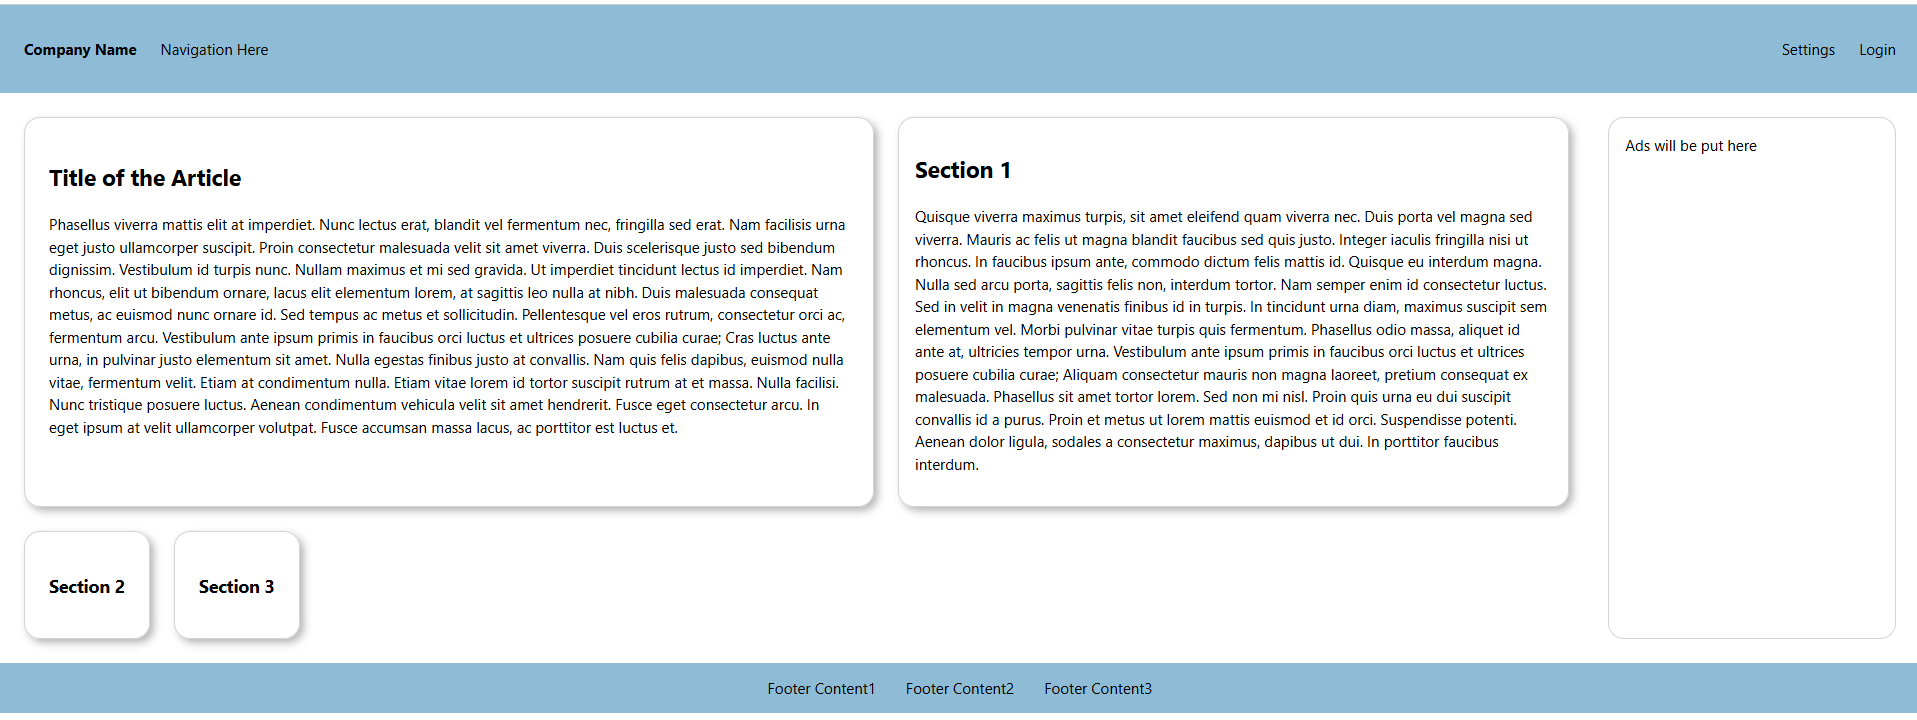 Company Name Navigation Here Settings Login
Title of the Article
Phasellus viverra mattis elit at imperdiet. Nunc lectus erat, blandit vel fermentum nec, fringilla sed erat. Nam facilisis urna
eget justo ullamcorper suscipit. Proin consectetur malesuada velit sit amet viverra. Duis scelerisque justo sed bibendum
dignissim. Vestibulum id turpis nunc. Nullam maximus et mi sed gravida. Ut imperdiet tincidunt lectus id imperdiet. Nam
rhoncus, elit ut bibendum ornare, lacus elit elementum lorem, at sagittis leo nulla at nibh. Duis malesuada consequat
metus, ac euismod nunc ornare id. Sed tempus ac metus et sollicitudin. Pellentesque vel eros rutrum, consectetur orci ac,
fermentum arcu. Vestibulum ante ipsum primis in faucibus orci luctus et ultrices posuere cubilia curae; Cras luctus ante
urna, in pulvinar justo elementum sit amet. Nulla egestas finibus justo at convallis. Nam quis felis dapibus, euismod nulla
vitae, fermentum velit. Etiam at condimentum nulla. Etiam vitae lorem id tortor suscipit rutrum at et massa. Nulla facilisi.
Nunc tristique posuere luctus. Aenean condimentum vehicula velit sit amet hendrerit. Fusce eget consectetur arcu. In
eget ipsum at velit ullamcorper volutpat. Fusce accumsan massa lacus, ac porttitor est luctus et.
Section 1
Quisque viverra maximus turpis, sit amet eleifend quam viverra nec. Duis porta vel magna sed
viverra. Mauris ac felis ut magna blandit faucibus sed quis justo. Integer iaculis fringilla nisi ut
rhoncus. In faucibus ipsum ante, commodo dictum felis mattis id. Quisque eu interdum magna.
Nulla sed arcu porta, sagittis felis non, interdum tortor. Nam semper enim id consectetur luctus.
Sed in velit in magna venenatis finibus id in turpis. In tincidunt urna diam, maximus suscipit sem
elementum vel. Morbi pulvinar vitae turpis quis fermentum. Phasellus odio massa, aliquet id
ante at, ultricies tempor urna. Vestibulum ante ipsum primis in faucibus orci luctus et ultrices
posuere cubilia curae; Aliquam consectetur mauris non magna laoreet, pretium consequat ex
malesuada. Phasellus sit amet tortor lorem. Sed non mi nisl. Proin quis urna eu dui suscipit
convallis id a purus. Proin et metus ut lorem mattis euismod et id orci. Suspendisse potenti.
Aenean dolor ligula, sodales a consectetur maximus, dapibus ut dui. In porttitor faucibus
interdum.
Ads will be put here
Section 2
Section 3
Footer Content1 Footer Content2 Footer Content3